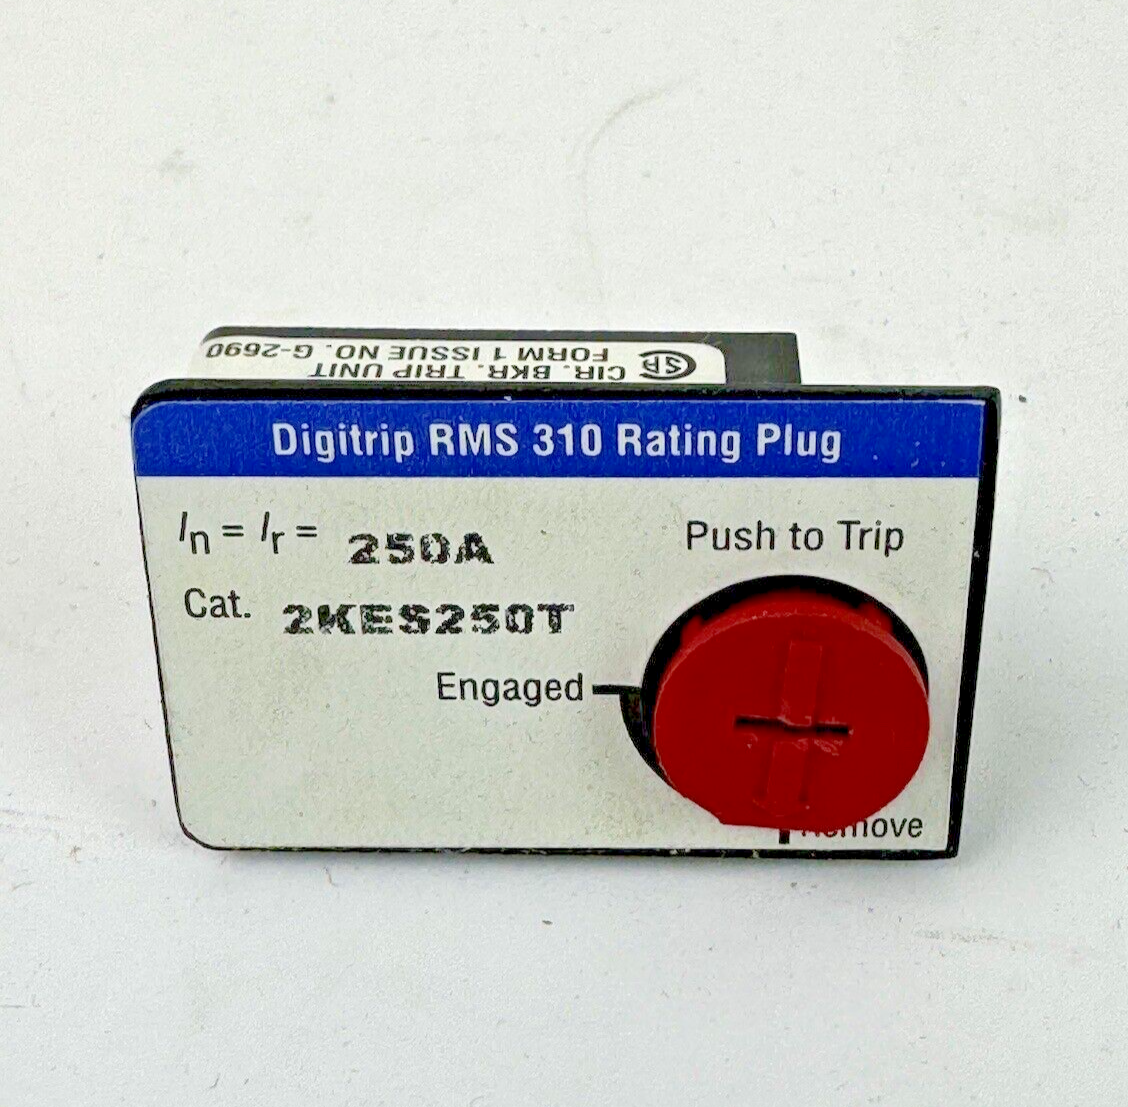 CIR. BKR. TRIP UNIT
FORM 1 ISSUE NO. G-2690
Digitrip RMS 310 Rating Plug
In = Ir = 250A
Push to Trip
Cat. 2KES250T
Engaged
Remove